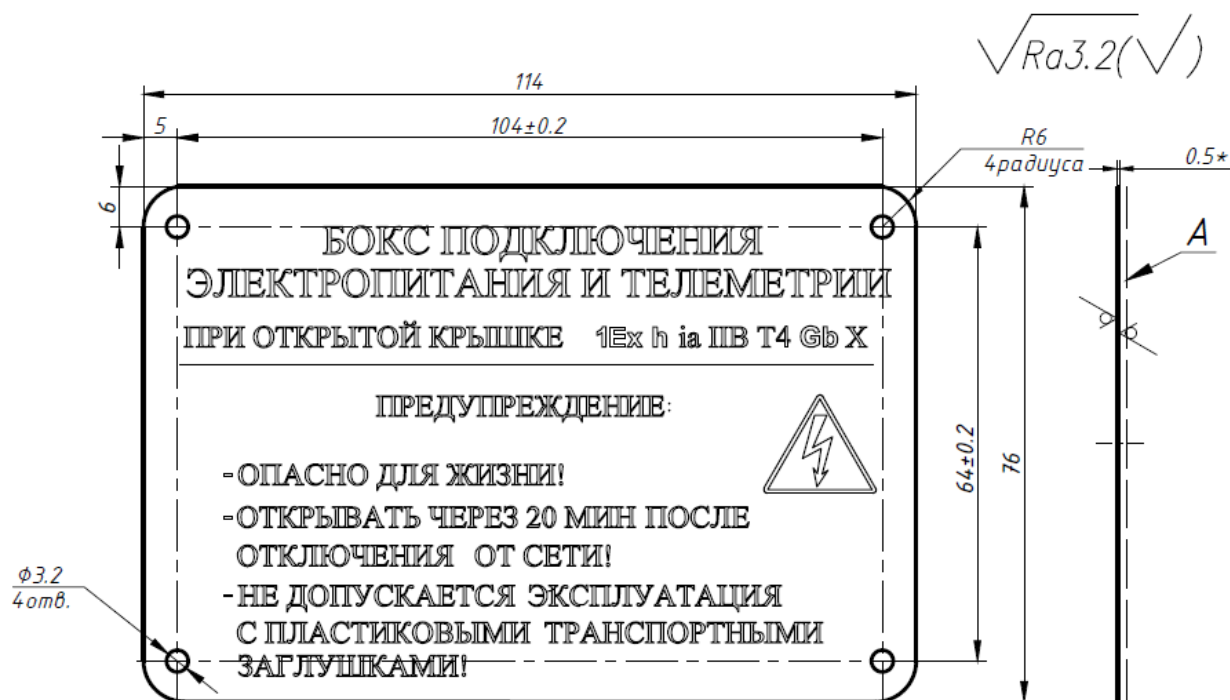 √Ra3.2(√)
114
5
104±0.2
R6
4радиуса
0.5*
6
А
БОКС ПОДКЛЮЧЕНИЯ
ЭЛЕКТРОПИТАНИЯ И ТЕЛЕМЕТРИИ
ПРИ ОТКРЫТОЙ КРЫШКЕ 1Ex h ia IIB T4 Gb X
ПРЕДУПРЕЖДЕНИЕ:
-ОПАСНО ДЛЯ ЖИЗНИ!
-ОТКРЫВАТЬ ЧЕРЕЗ 20 МИН ПОСЛЕ
ОТКЛЮЧЕНИЯ ОТ СЕТИ!
-НЕ ДОПУСКАЕТСЯ ЭКСПЛУАТАЦИЯ
С ПЛАСТИКОВЫМИ ТРАНСПОРТНЫМИ
ЗАГЛУШКАМИ!
64±0.2
76
Ф3.2
4отв.